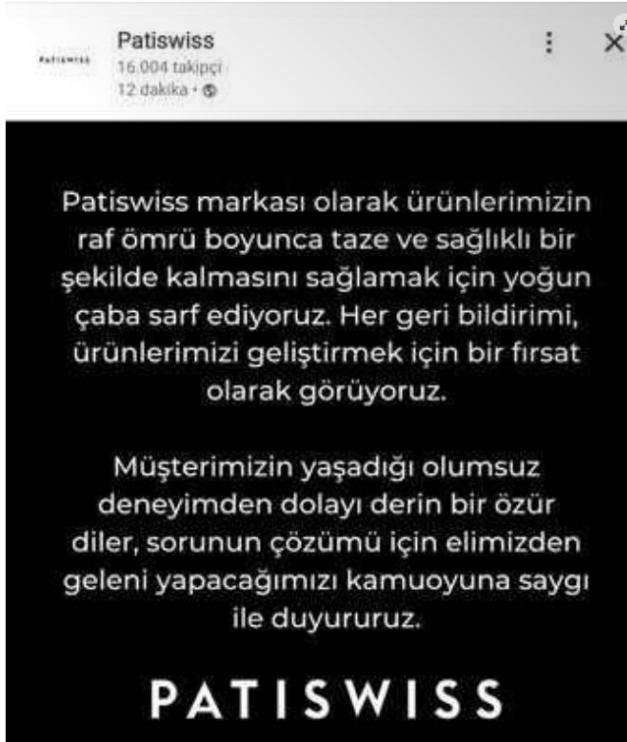 Patiswiss
PATISWISS
16.004 takipçi
12 dakika •
Patiswiss markası olarak ürünlerimizin
raf ömrü boyunca taze ve sağlıklı bir
şekilde kalmasını sağlamak için yoğun
çaba sarf ediyoruz. Her geri bildirimi,
ürünlerimizi geliştirmek için bir fırsat
olarak görüyoruz.
Müşterimizin yaşadığı olumsuz
deneyimden dolayı derin bir özür
diler, sorunun çözümü için elimizden
geleni yapacağımızı kamuoyuna saygı
ile duyururuz.
PATISWISS